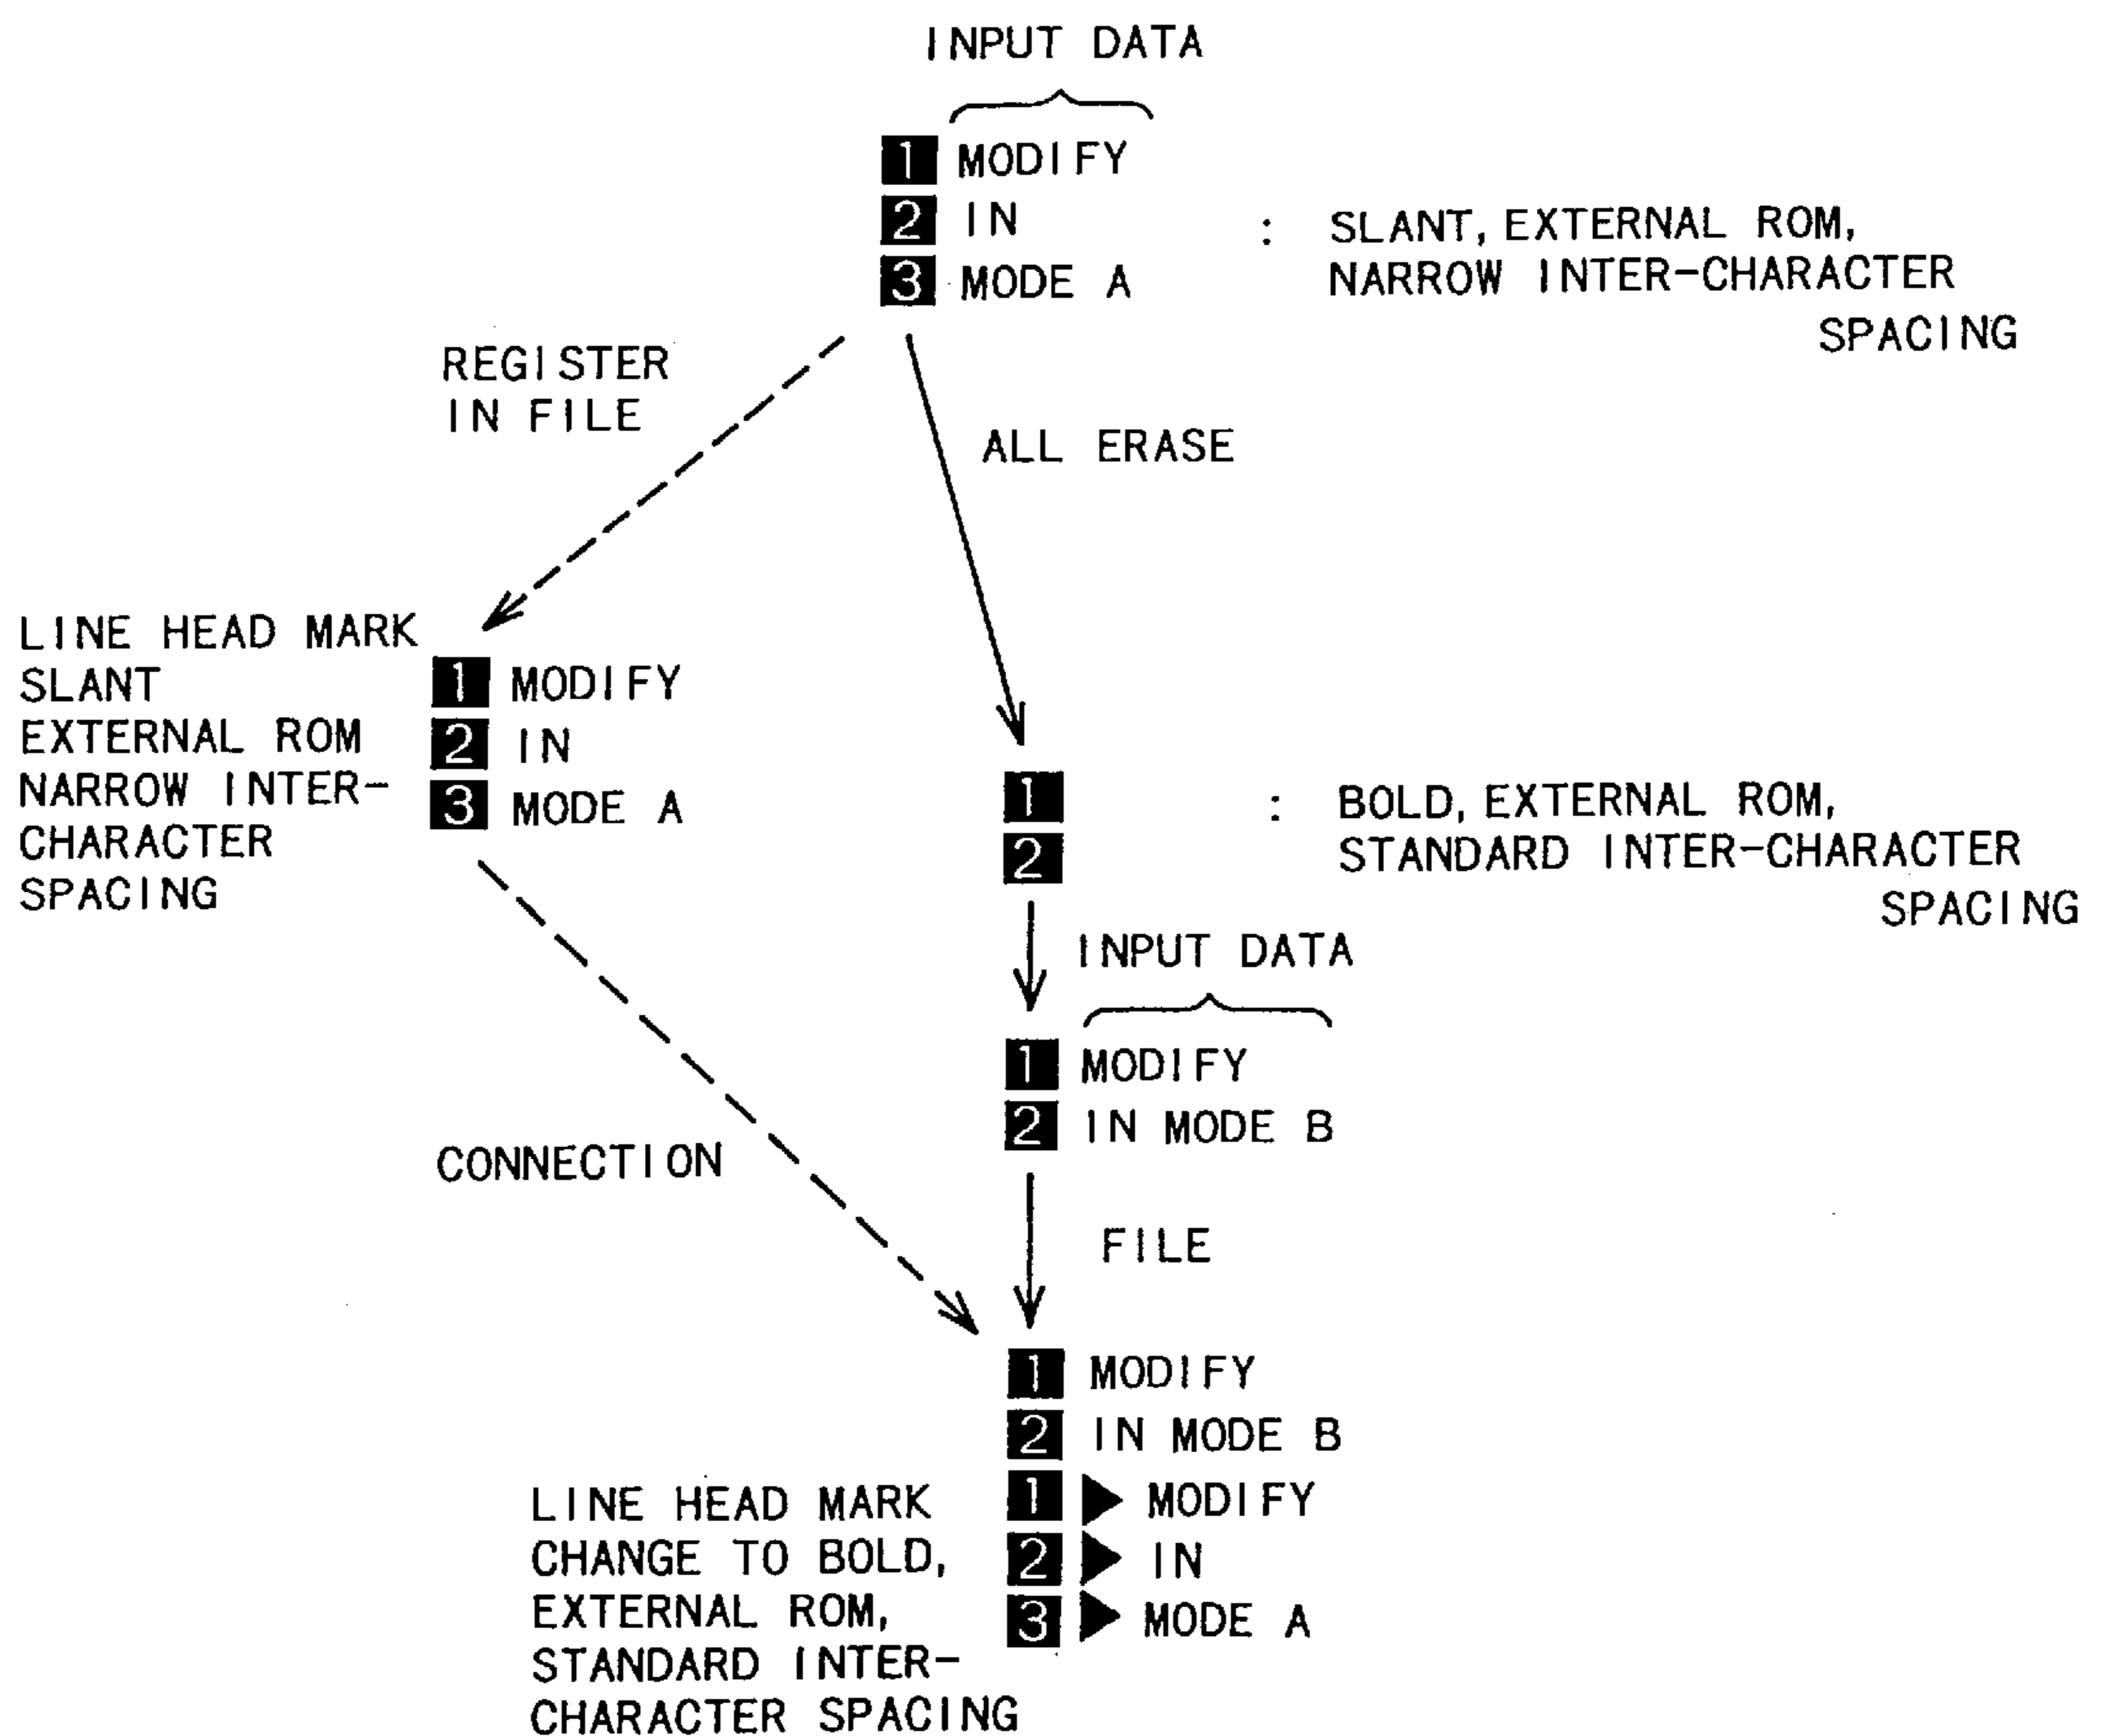 INPUT DATA
1 MODIFY
2 IN
3 MODE A
: SLANT, EXTERNAL ROM,
NARROW INTER-CHARACTER
SPACING
REGISTER
IN FILE
ALL ERASE
LINE HEAD MARK
SLANT
EXTERNAL ROM
NARROW INTER-
CHARACTER
SPACING
1 MODIFY
2 IN
3 MODE A
1
2
: BOLD, EXTERNAL ROM,
STANDARD INTER-CHARACTER
SPACING
INPUT DATA
1 MODIFY
2 IN MODE B
CONNECTION
FILE
1 MODIFY
2 IN MODE B
1 ▶ MODIFY
2 ▶ IN
3 ▶ MODE A
LINE HEAD MARK
CHANGE TO BOLD,
EXTERNAL ROM,
STANDARD INTER-
CHARACTER SPACING